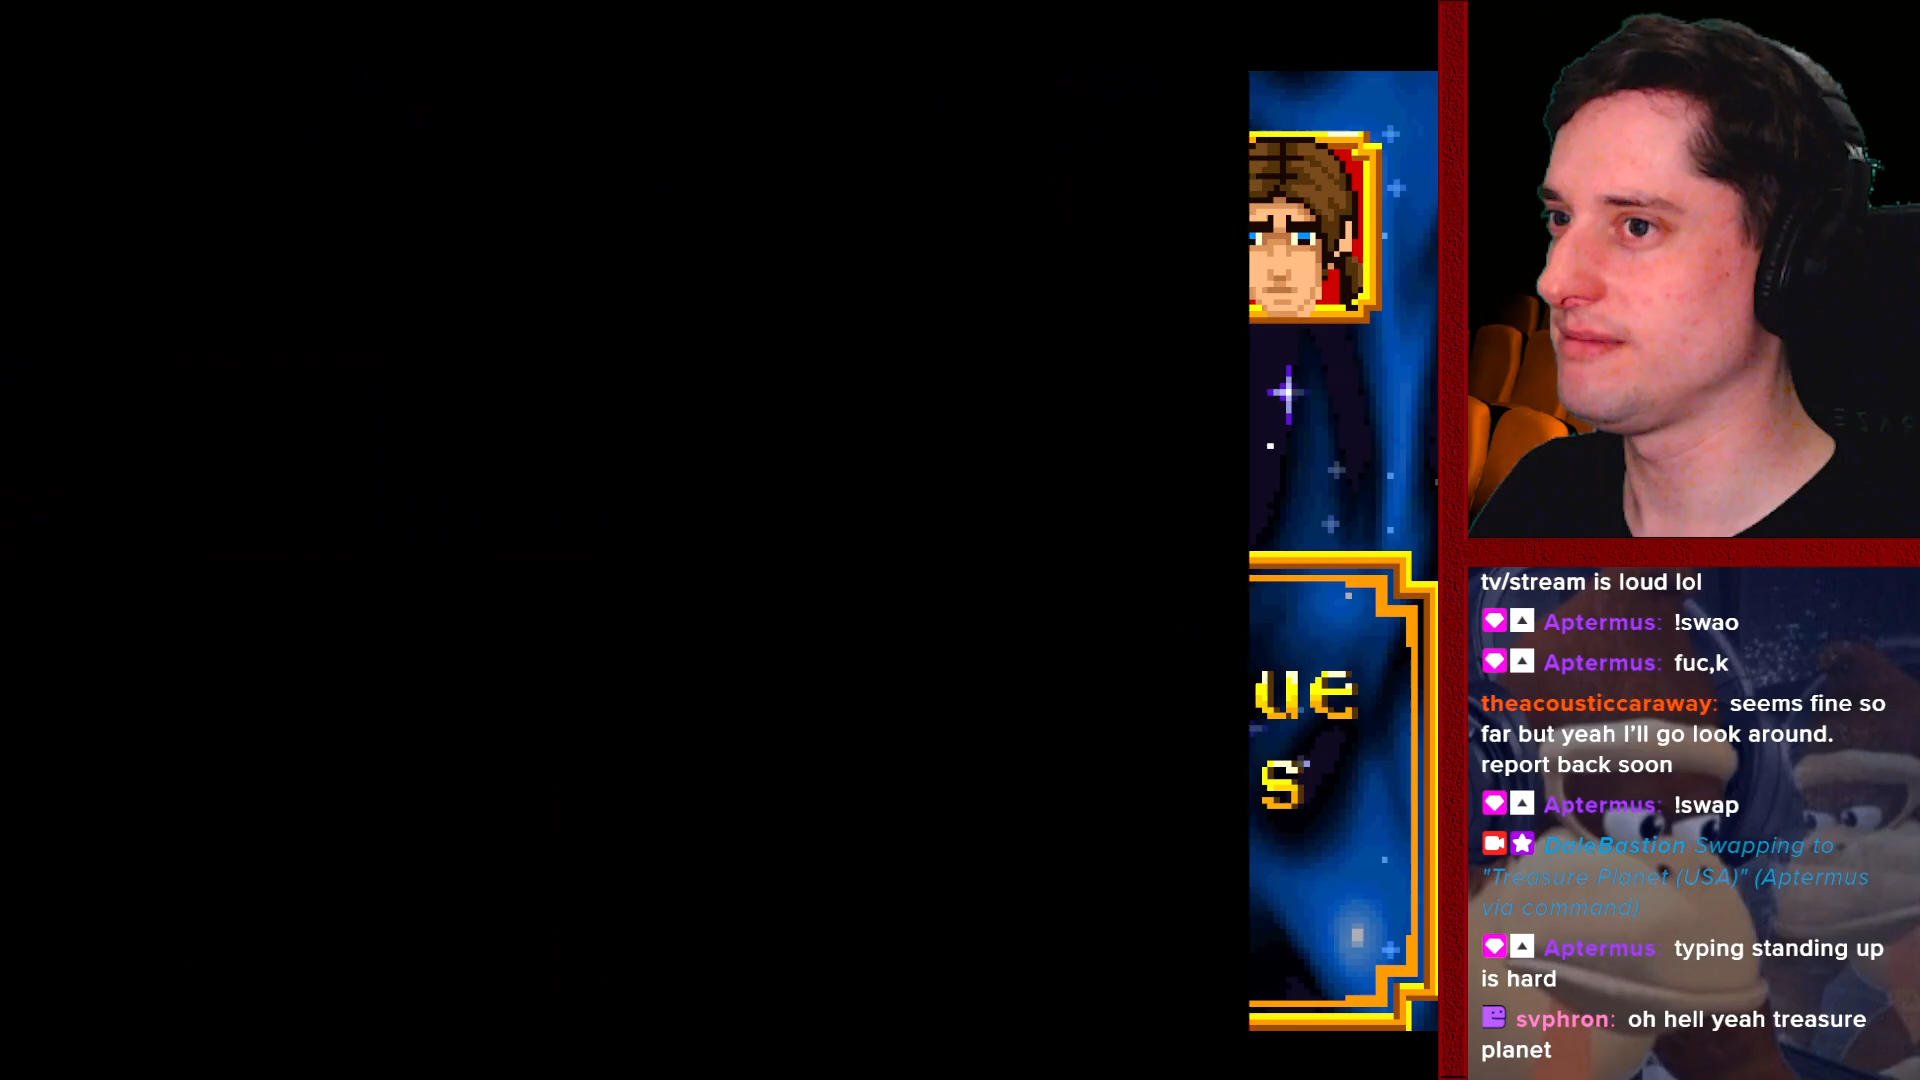 ue
s
tv/stream is loud lol
Aptermus: !swao
Aptermus: fuc,k
theacousticcaraway: seems fine so
far but yeah I'll go look around.
report back soon
Aptermus: !swap
DaleBastion Swapping to
"Treasure Planet (USA)" (Aptermus
via command)
Aptermus: typing standing up
is hard
svphron: oh hell yeah treasure
planet